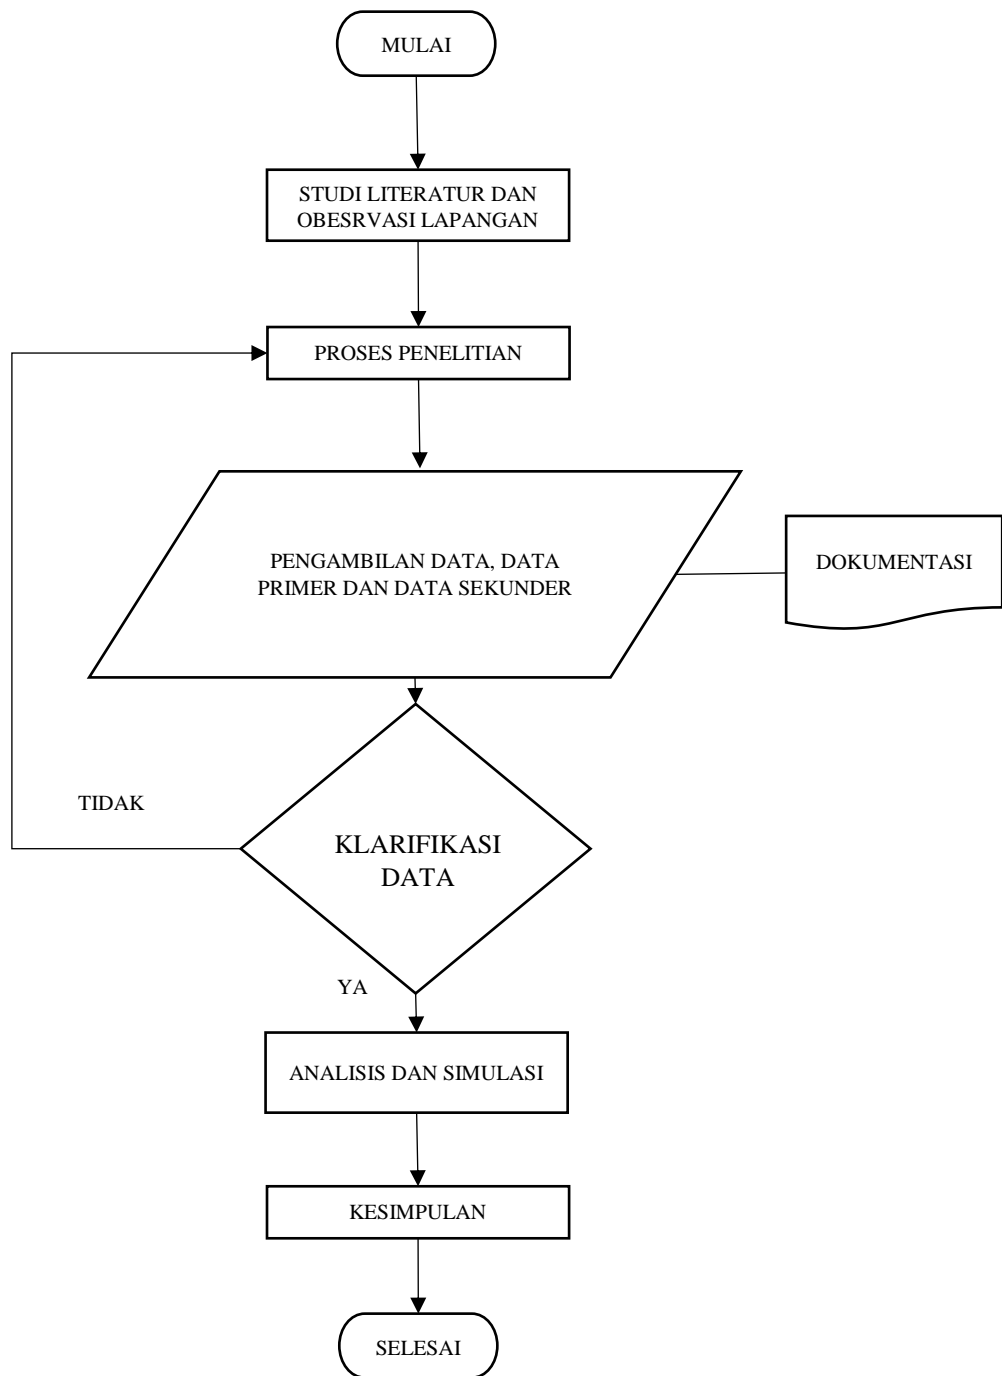 MULAI
STUDI LITERATUR DAN
OBESRVASI LAPANGAN
PROSES PENELITIAN
PENGAMBILAN DATA, DATA
PRIMER DAN DATA SEKUNDER
DOKUMENTASI
TIDAK
KLARIFIKASI
DATA
YA
ANALISIS DAN SIMULASI
KESIMPULAN
SELESAI